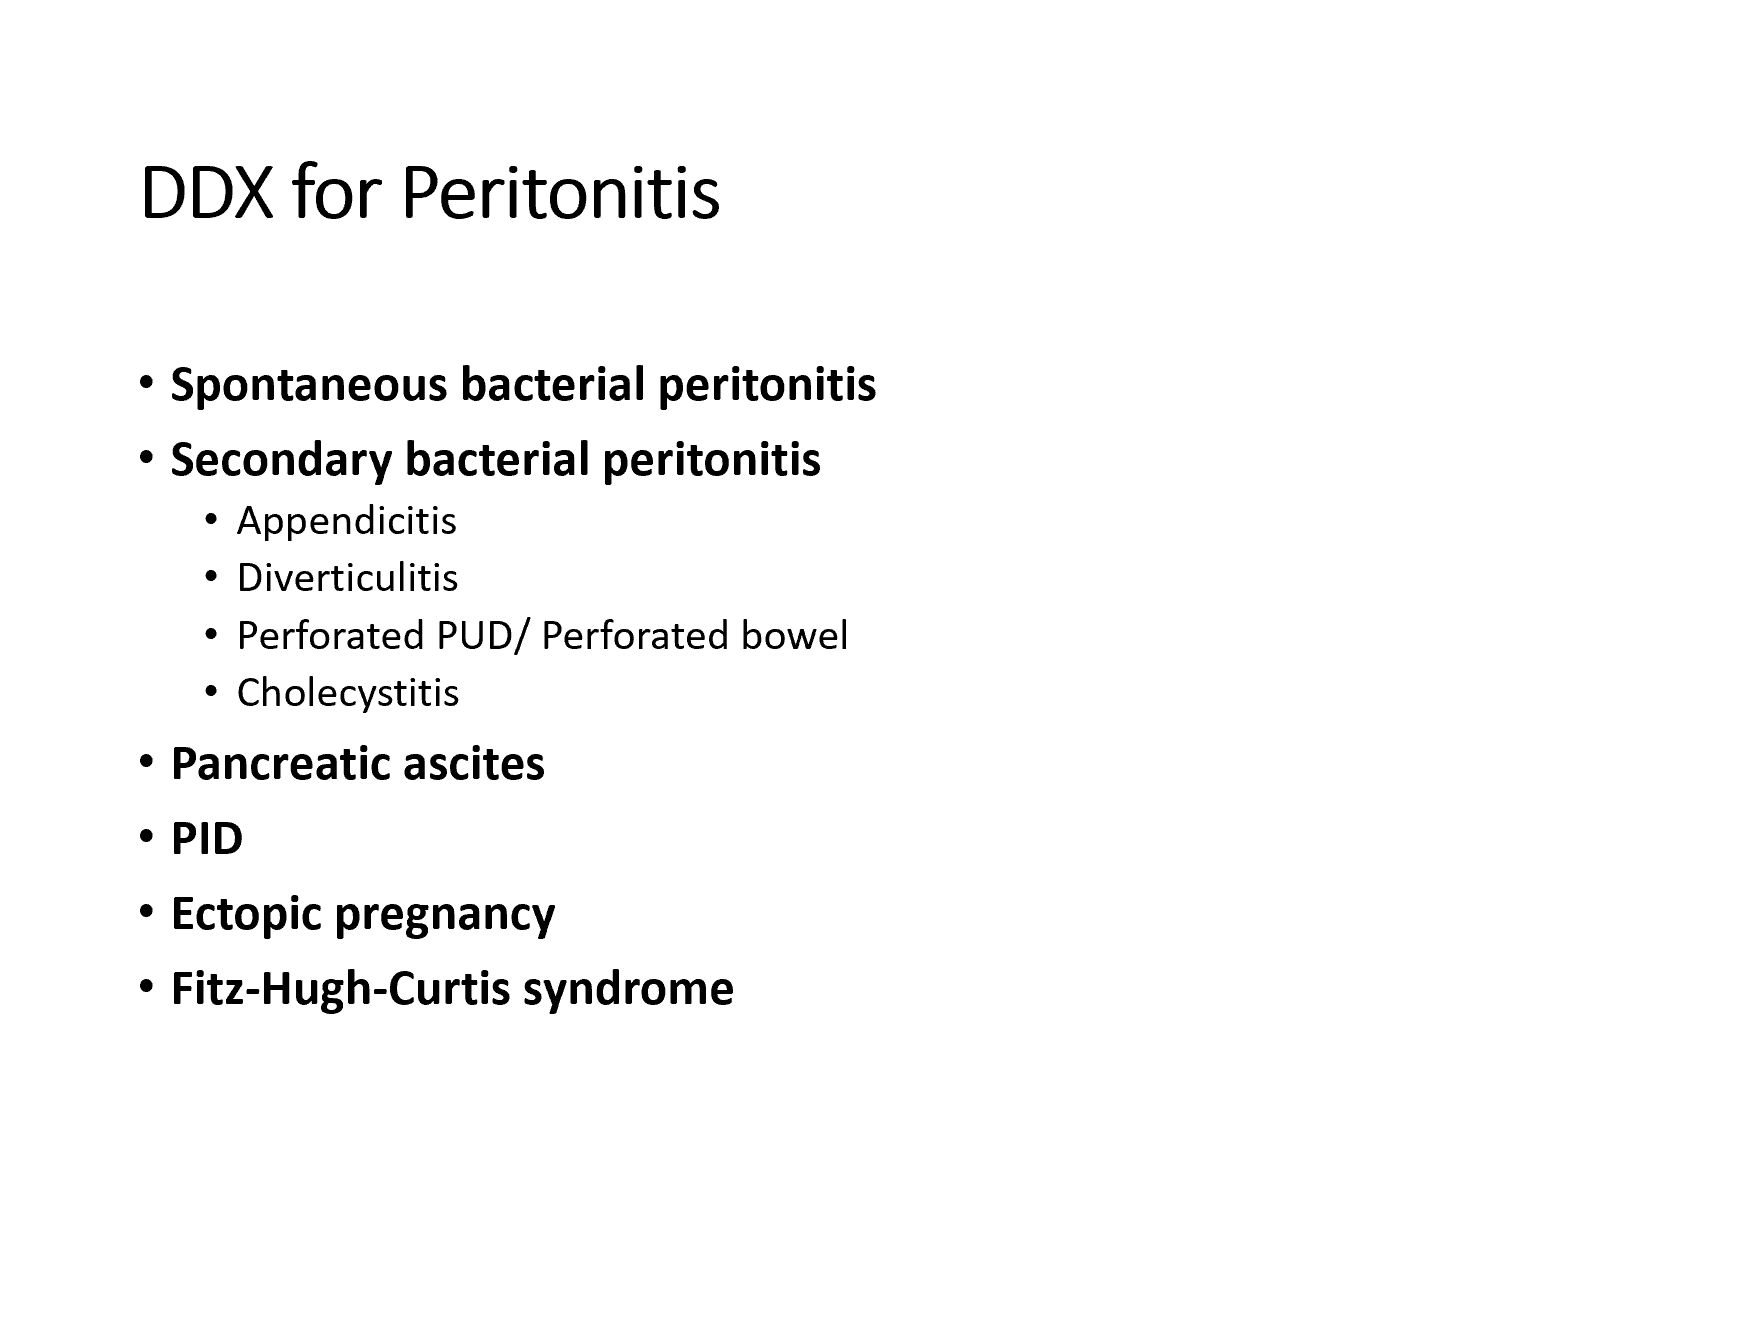 DDX for Peritonitis
• Spontaneous bacterial peritonitis
• Secondary bacterial peritonitis
• Appendicitis
• Diverticulitis
• Perforated PUD/ Perforated bowel
• Cholecystitis
• Pancreatic ascites
• PID
• Ectopic pregnancy
• Fitz-Hugh-Curtis syndrome